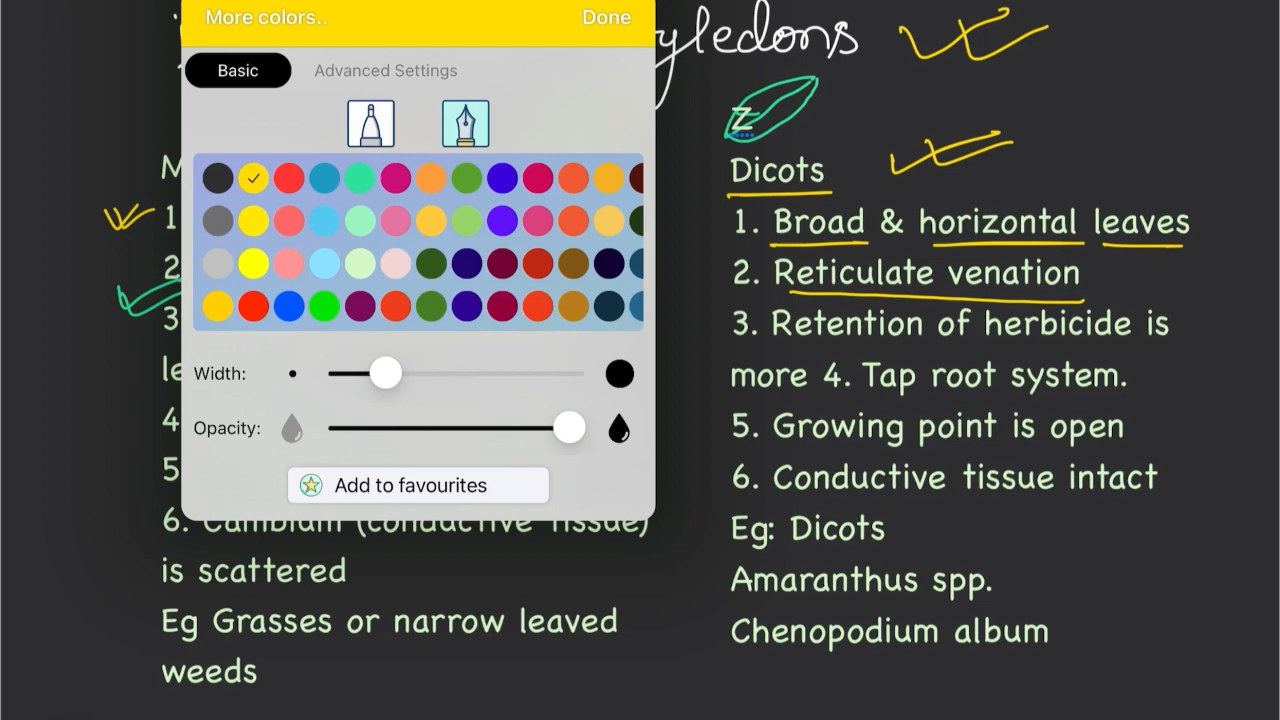 More colors.. Done
Basic Advanced Settings
Width:
Opacity:
Add to favourites
yledons
M
1
2
3
le
4
5
6. Cambium (conductive tissue)
is scattered
Eg Grasses or narrow leaved
weeds
z
Dicots
1. Broad & horizontal leaves
2. Reticulate venation
3. Retention of herbicide is
more 4. Tap root system.
5. Growing point is open
6. Conductive tissue intact
Eg: Dicots
Amaranthus spp.
Chenopodium album